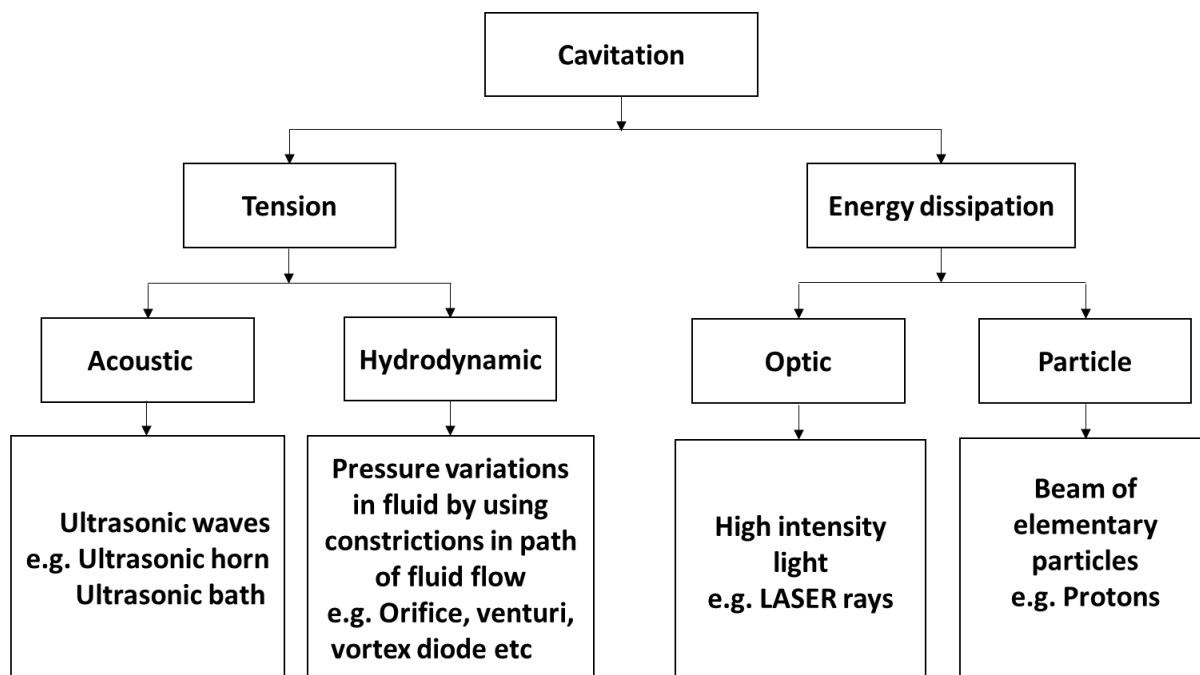 Cavitation
Tension
Energy dissipation
Acoustic
Hydrodynamic
Optic
Particle
Ultrasonic waves
e.g. Ultrasonic horn
Ultrasonic bath
Pressure variations
in fluid by using
constrictions in path
of fluid flow
e.g. Orifice, venturi,
vortex diode etc
High intensity
light
e.g. LASER rays
Beam of
elementary
particles
e.g. Protons